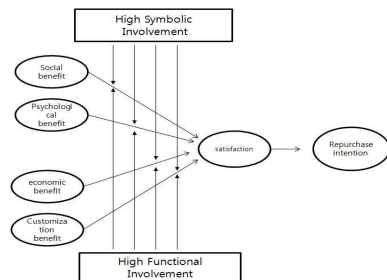 High Symbolic
Involvement
Social
benefit
Psychologi
cal benefit
satisfaction
Repurchase
intention
economic
benefit
Customiza
tion
benefit
High Functional
Involvement